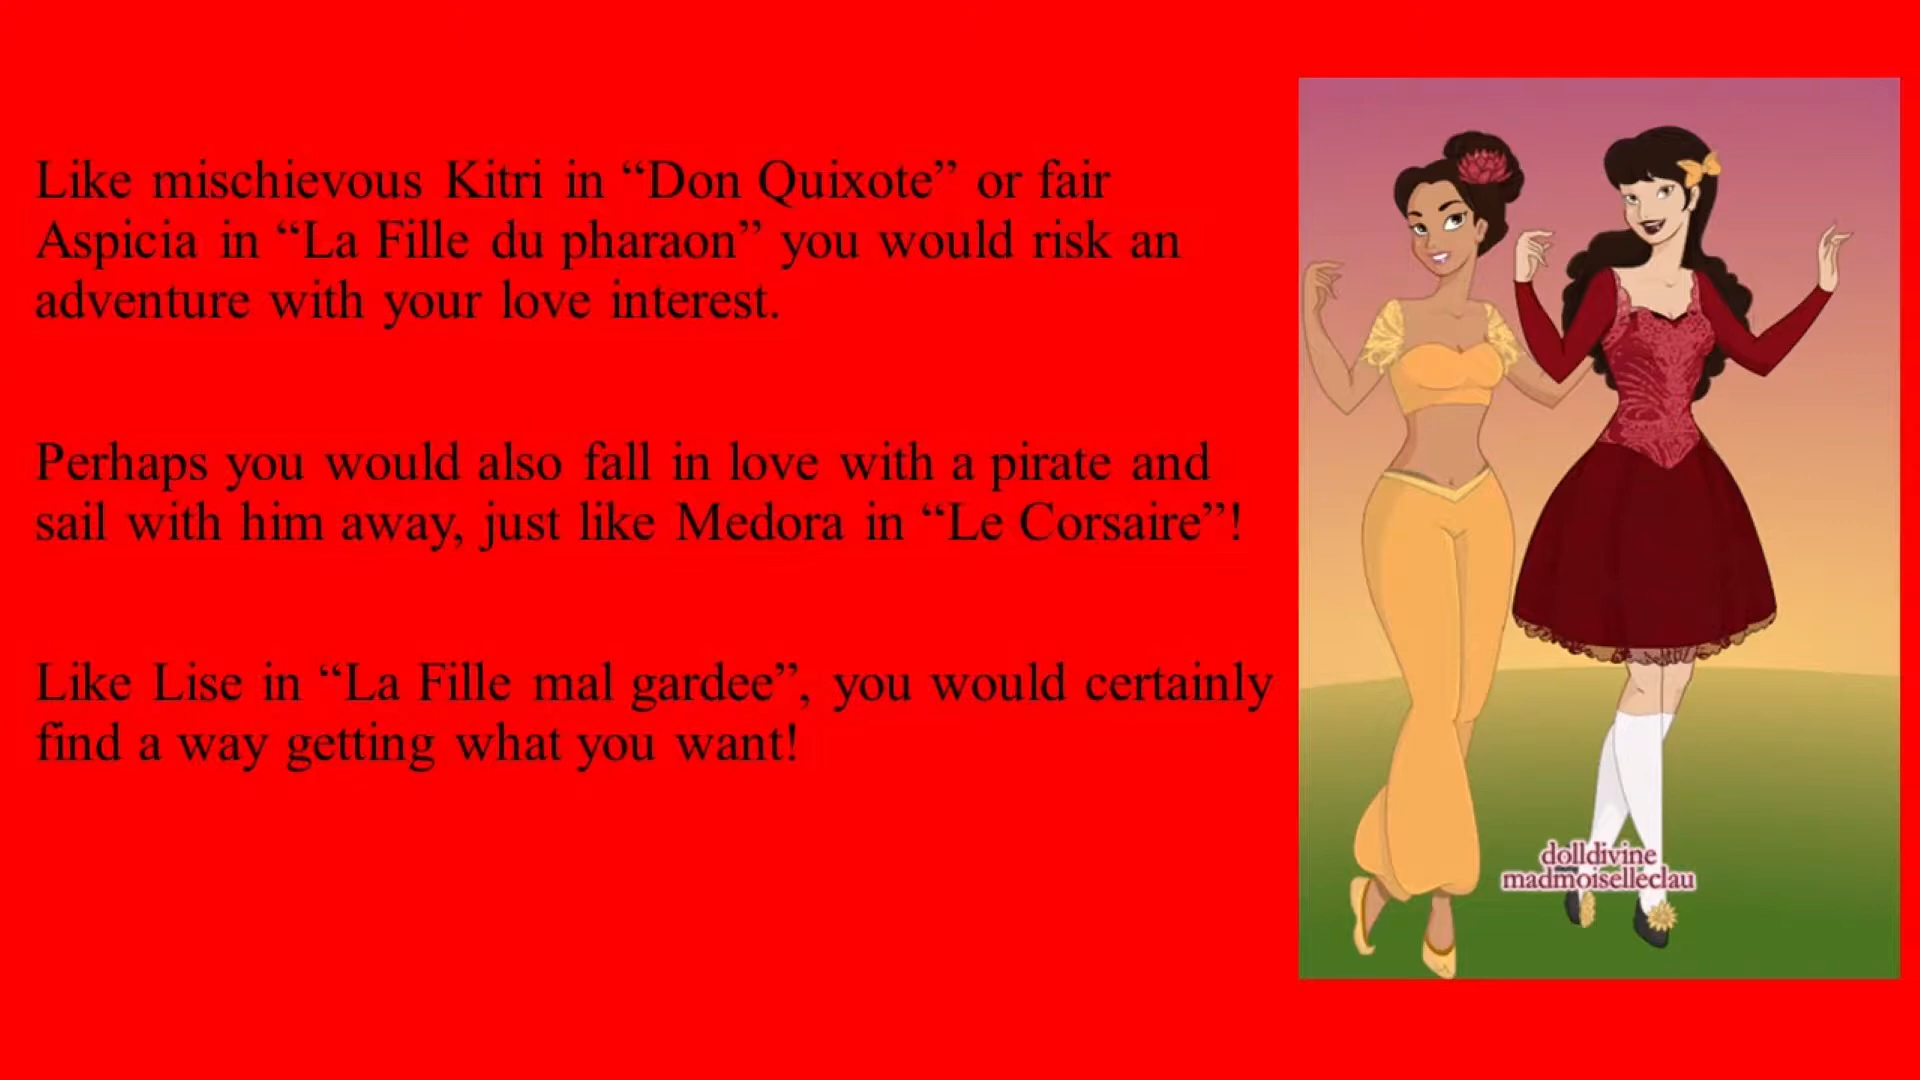 Like mischievous Kitri in “Don Quixote” or fair
Aspicia in “La Fille du pharaon” you would risk an
adventure with your love interest.
Perhaps you would also fall in love with a pirate and
sail with him away, just like Medora in “Le Corsaire”!
Like Lise in “La Fille mal gardee”, you would certainly
find a way getting what you want!
dolldivine
madmoiselleclau